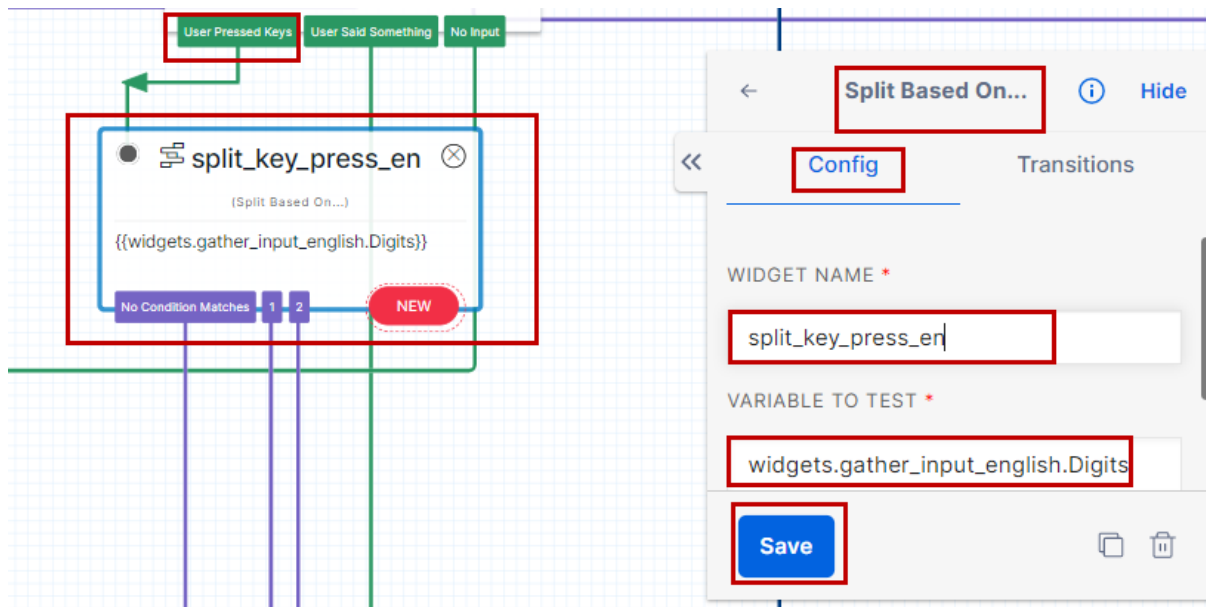 User Pressed Keys
User Said Something
No Input
split_key_press_en
(Split Based On...)
{{widgets.gather_input_english.Digits}}
No Condition Matches
1
2
NEW
Split Based On...
Hide
Config
Transitions
WIDGET NAME *
split_key_press_en
VARIABLE TO TEST *
widgets.gather_input_english.Digits
Save